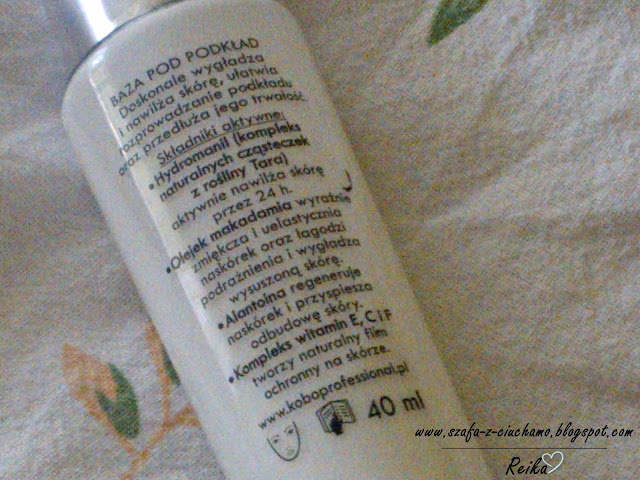 BAZA POD PODKŁAD
Doskonale wygładza
i nawilża skórę, ułatwia
rozprowadzanie podkładu
oraz przedłuża jego trwałość.
Składniki aktywne:
•Hydromanil (kompleks
naturalnych cząsteczek
z rośliny Tara)
aktywnie nawilża skórę
przez 24 h.
•Olejek makadamia wyraźnie
zmiękcza i uelastycznia
naskórek oraz łagodzi
podrażnienia i wygładza
wysuszoną skórę.
•Alantoina regeneruje
naskórek i przyspiesza
odbudowę skóry.
•Kompleks witamin E, C i F
tworzy naturalny film
ochronny na skórze.
www.koboprofessional.pl
40 ml
www.szafa-z-ciuchamo.blogspot.com
Reika